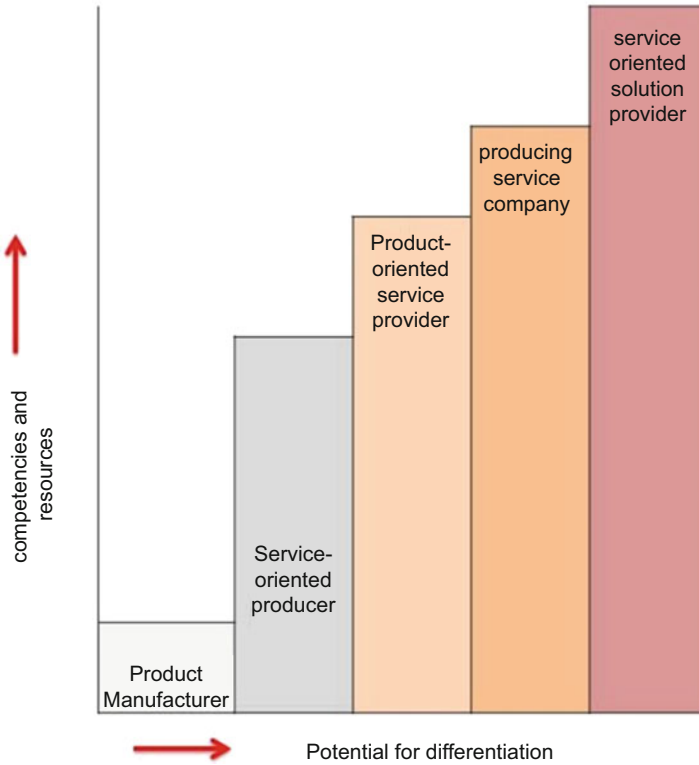 service
oriented
solution
provider
producing
service
company
Product-
oriented
service
provider
Service-
oriented
producer
Product
Manufacturer
competencies and
resources
Potential for differentiation